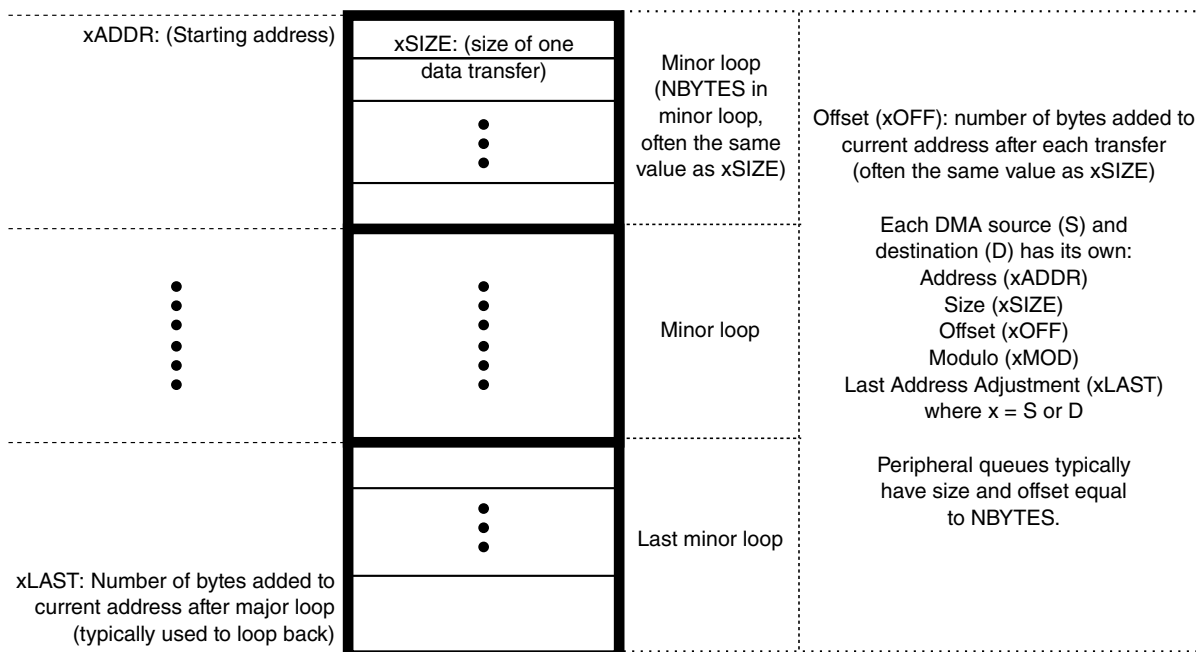 xADDR: (Starting address)
xSIZE: (size of one
data transfer)
Minor loop
(NBYTES in
minor loop,
often the same
value as xSIZE)
Offset (xOFF): number of bytes added to
current address after each transfer
(often the same value as xSIZE)
Each DMA source (S) and
destination (D) has its own:
Address (xADDR)
Size (xSIZE)
Offset (xOFF)
Modulo (xMOD)
Last Address Adjustment (xLAST)
where x = S or D
Peripheral queues typically
have size and offset equal
to NBYTES.
Minor loop
Last minor loop
xLAST: Number of bytes added to
current address after major loop
(typically used to loop back)